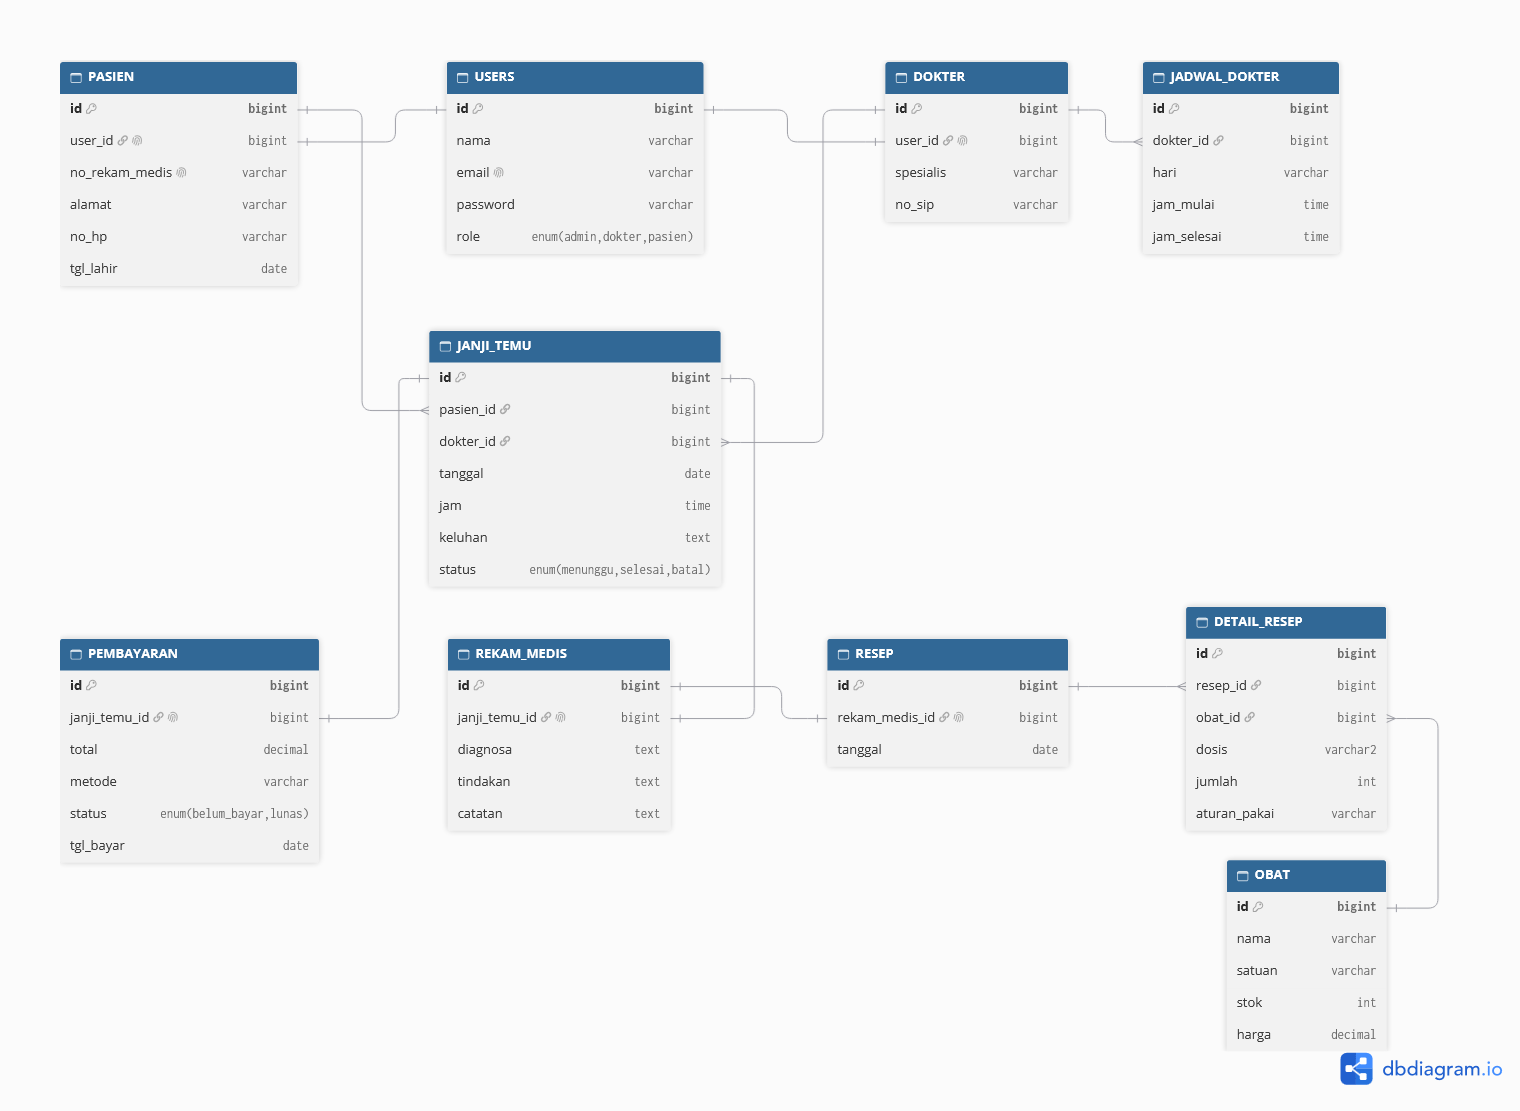 PASIEN
id bigint
user_id bigint
no_rekam_medis varchar
alamat varchar
no_hp varchar
tgl_lahir date
USERS
id bigint
nama varchar
email varchar
password varchar
role enum(admin,dokter,pasien)
DOKTER
id bigint
user_id bigint
spesialis varchar
no_sip varchar
JADWAL_DOKTER
id bigint
dokter_id bigint
hari varchar
jam_mulai time
jam_selesai time
JANJI_TEMU
id bigint
pasien_id bigint
dokter_id bigint
tanggal date
jam time
keluhan text
status enum(menunggu,selesai,batal)
PEMBAYARAN
id bigint
janji_temu_id bigint
total decimal
metode varchar
status enum(belum_bayar,lunas)
tgl_bayar date
REKAM_MEDIS
id bigint
janji_temu_id bigint
diagnosa text
tindakan text
catatan text
RESEP
id bigint
rekam_medis_id bigint
tanggal date
DETAIL_RESEP
id bigint
resep_id bigint
obat_id bigint
dosis varchar2
jumlah int
aturan_pakai varchar
OBAT
id bigint
nama varchar
satuan varchar
stok int
harga decimal
dbdiagram.io